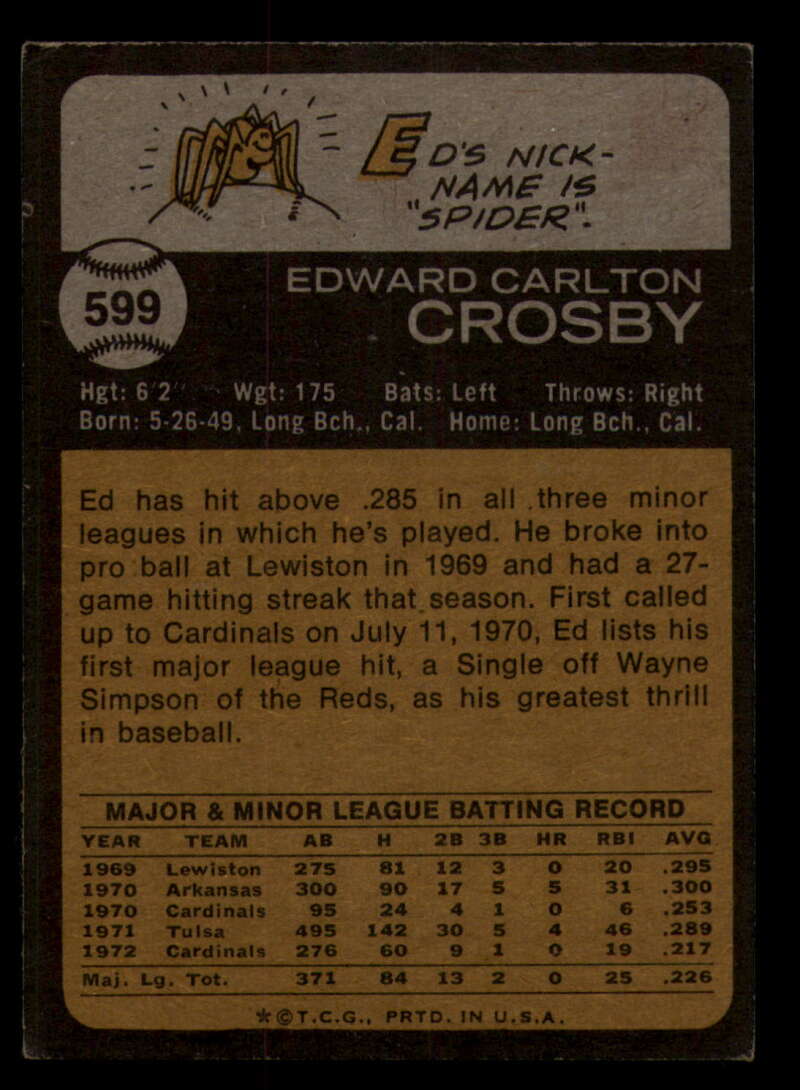 ED'S NICK-
NAME IS
"SPIDER".
599
EDWARD CARLTON
CROSBY
Hgt: 6'2" Wgt: 175 Bats: Left Throws: Right
Born: 5-26-49, Long Bch., Cal. Home: Long Bch., Cal.
Ed has hit above .285 in all three minor
leagues in which he's played. He broke into
pro ball at Lewiston in 1969 and had a 27-
game hitting streak that season. First called
up to Cardinals on July 11, 1970, Ed lists his
first major league hit, a Single off Wayne
Simpson of the Reds, as his greatest thrill
in baseball.
MAJOR & MINOR LEAGUE BATTING RECORD
YEAR TEAM AB H 2B 3B HR RBI AVG
1969 Lewiston 275 81 12 3 0 20 .295
1970 Arkansas 300 90 17 5 5 31 .300
1970 Cardinals 95 24 4 1 0 6 .253
1971 Tulsa 495 142 30 5 4 46 .289
1972 Cardinals 276 60 9 1 0 19 .217
Maj. Lg. Tot. 371 84 13 2 0 25 .226
*©T.C.G., PRTD. IN U.S.A.